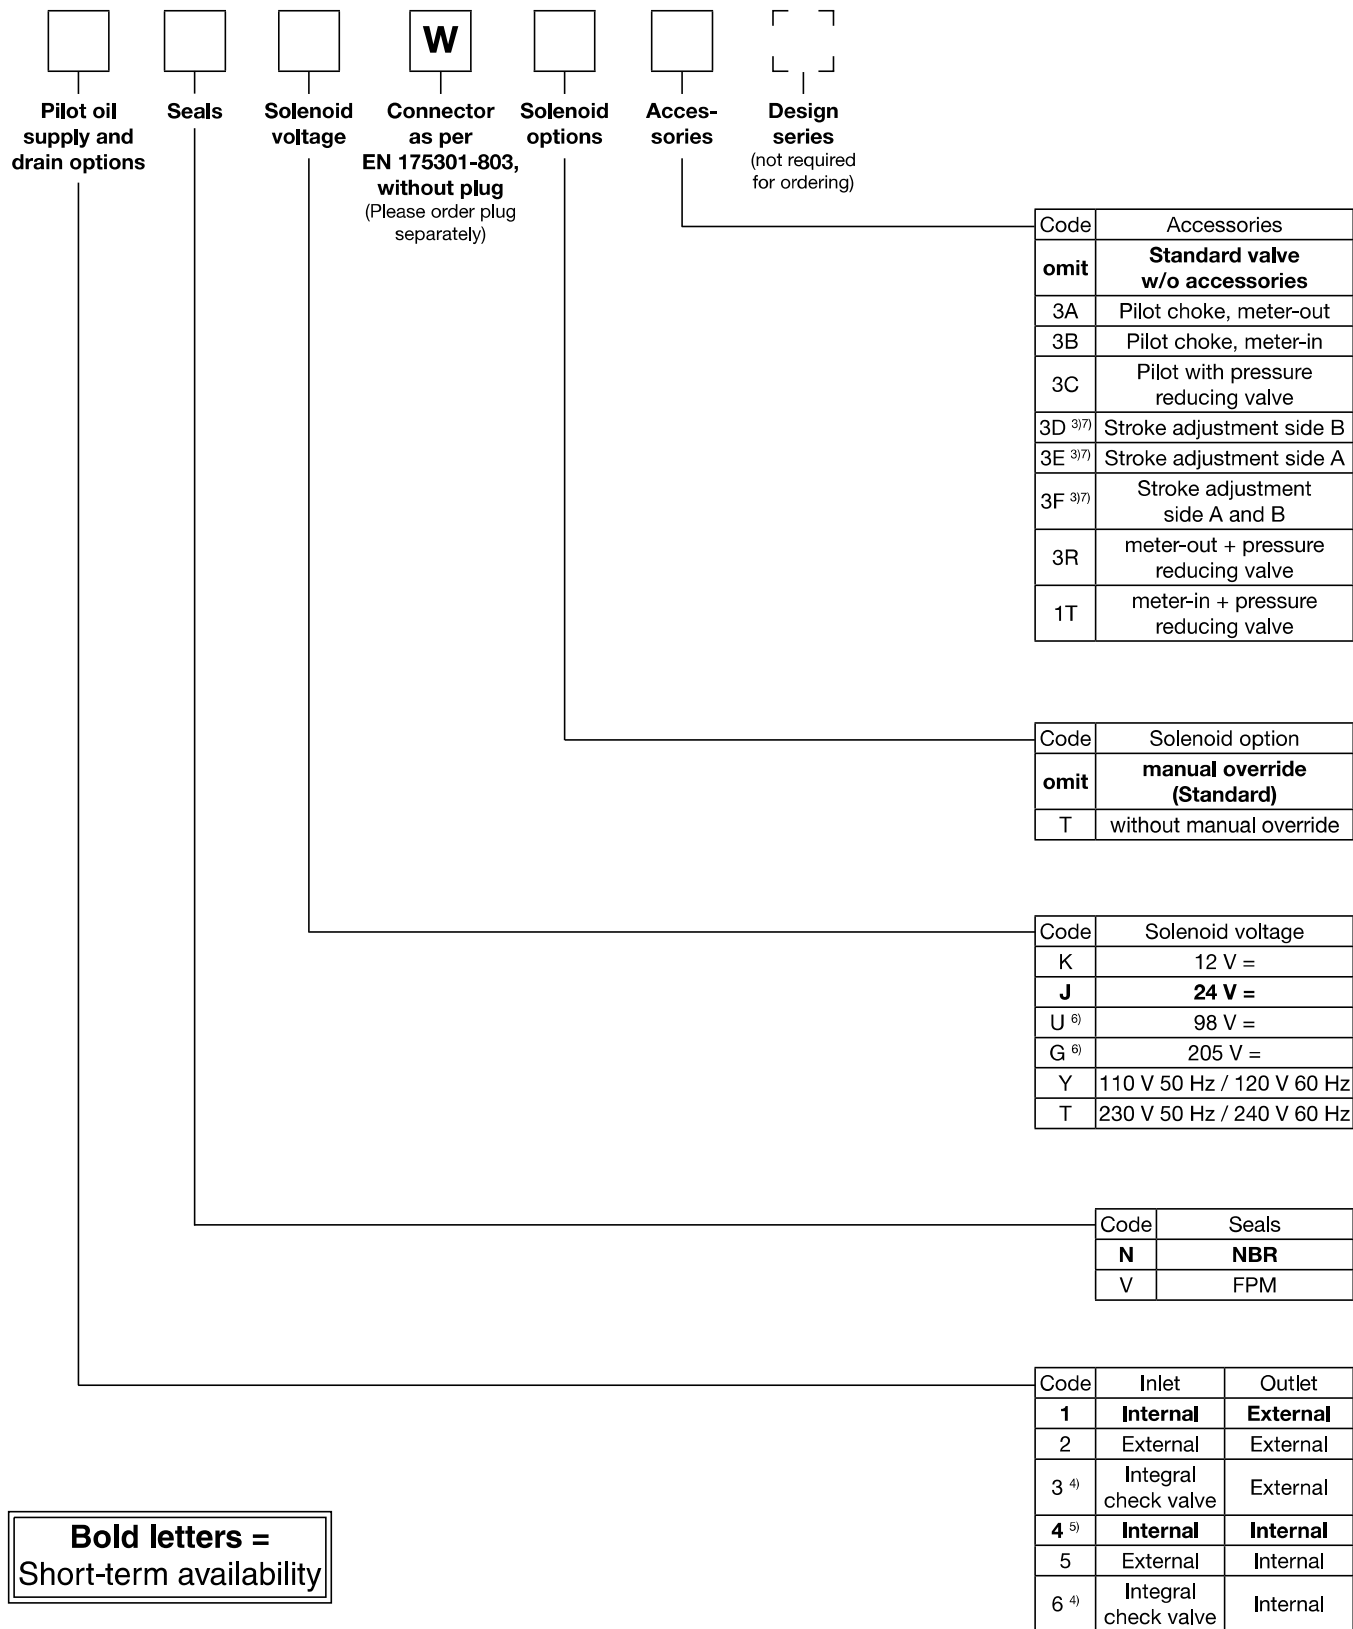 W
Pilot oil
supply and
drain options
Seals
Solenoid
voltage
Connector
as per
EN 175301-803,
without plug
(Please order plug
separately)
Solenoid
options
Acces-
sories
Design
series
(not required
for ordering)
Code Accessories
omit Standard valve
w/o accessories
3A Pilot choke, meter-out
3B Pilot choke, meter-in
3C Pilot with pressure
reducing valve
3D 3)7) Stroke adjustment side B
3E 3)7) Stroke adjustment side A
3F 3)7) Stroke adjustment
side A and B
3R meter-out + pressure
reducing valve
1T meter-in + pressure
reducing valve
Code Solenoid option
omit manual override
(Standard)
T without manual override
Code Solenoid voltage
K 12 V =
J 24 V =
U 6) 98 V =
G 6) 205 V =
Y 110 V 50 Hz / 120 V 60 Hz
T 230 V 50 Hz / 240 V 60 Hz
Code Seals
N NBR
V FPM
Code Inlet Outlet
1 Internal External
2 External External
3 4) Integral
check valve External
4 5) Internal Internal
5 External Internal
6 4) Integral
check valve Internal
Bold letters =
Short-term availability